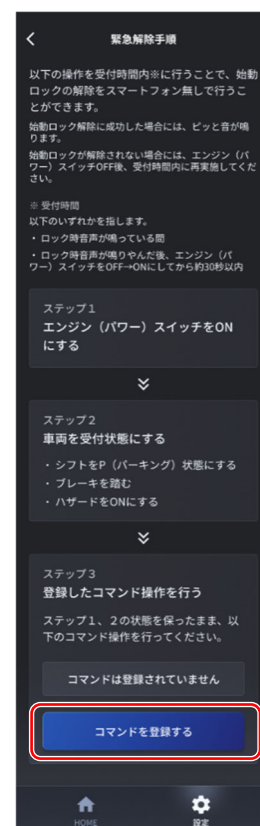 緊急解除手順
以下の操作を受付時間内※に行うことで、始動
ロックの解除をスマートフォン無しで行うこ
とができます。
始動ロック解除に成功した場合には、ピッと音が鳴
ります。
始動ロックが解除されない場合には、エンジン（パ
ワー）スイッチOFF後、受付時間内に再実施してくだ
さい。
※ 受付時間
以下のいずれかを指します。
・ロック時音声が鳴っている間
・ロック時音声が鳴りやんだ後、エンジン（パ
ワー）スイッチをOFF→ONにしてから約30秒以内
ステップ１
エンジン（パワー）スイッチをON
にする
ステップ２
車両を受付状態にする
・シフトをP（パーキング）状態にする
・ブレーキを踏む
・ハザードをONにする
ステップ３
登録したコマンド操作を行う
ステップ１、２の状態を保ったまま、以
下のコマンド操作を行ってください。
コマンドは登録されていません
コマンドを登録する
HOME
設定